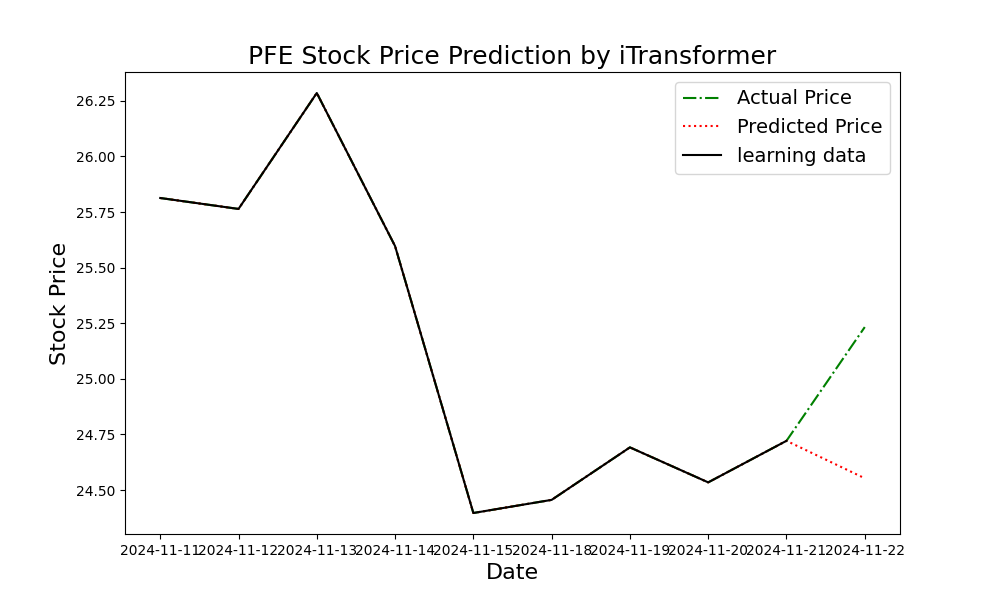 PFE Stock Price Prediction by iTransformer
Actual Price
Predicted Price
learning data
26.25
26.00
25.75
25.50
25.25
25.00
24.75
24.50
Stock Price
2024-11-11 2024-11-12 2024-11-13 2024-11-14 2024-11-15 2024-11-18 2024-11-19 2024-11-20 2024-11-21 2024-11-22
Date